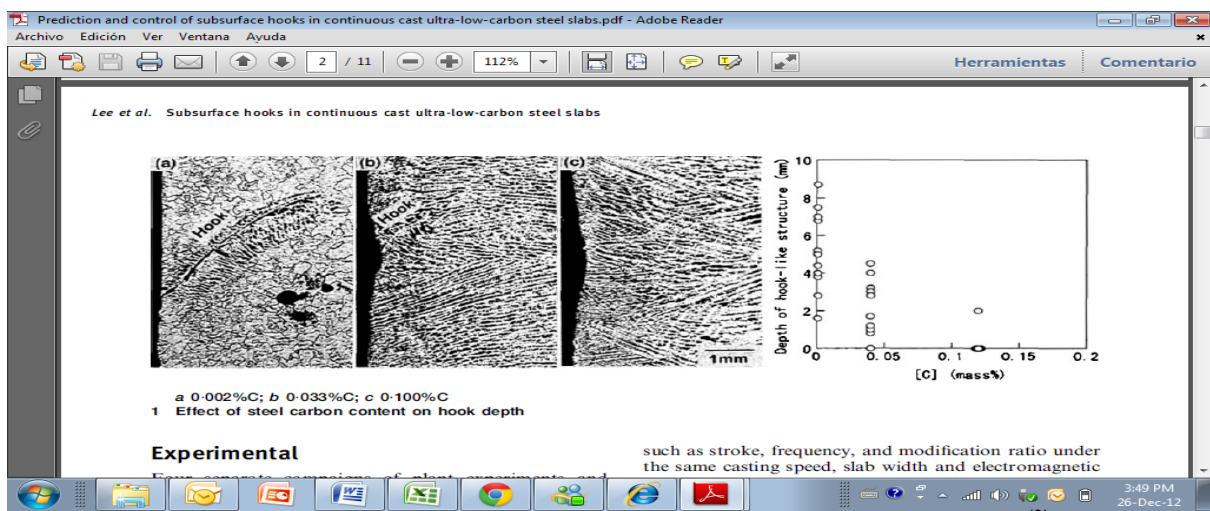 Prediction and control of subsurface hooks in continuous cast ultra-low-carbon steel slabs.pdf - Adobe Reader
Archivo Edición Ver Ventana Ayuda
2 / 11 112% Herramientas Comentario
Lee et al. Subsurface hooks in continuous cast ultra-low-carbon steel slabs
(a) (b) (c)
Hook Hook
1mm
Depth of hook-like structure (mm)
10
8
6
4
2
0
0 0.05 0.1 0.15 0.2
[C] (mass%)
a 0·002%C; b 0·033%C; c 0·100%C
1 Effect of steel carbon content on hook depth
Experimental
such as stroke, frequency, and modification ratio under
the same casting speed, slab width and electromagnetic
3:49 PM
26-Dec-12